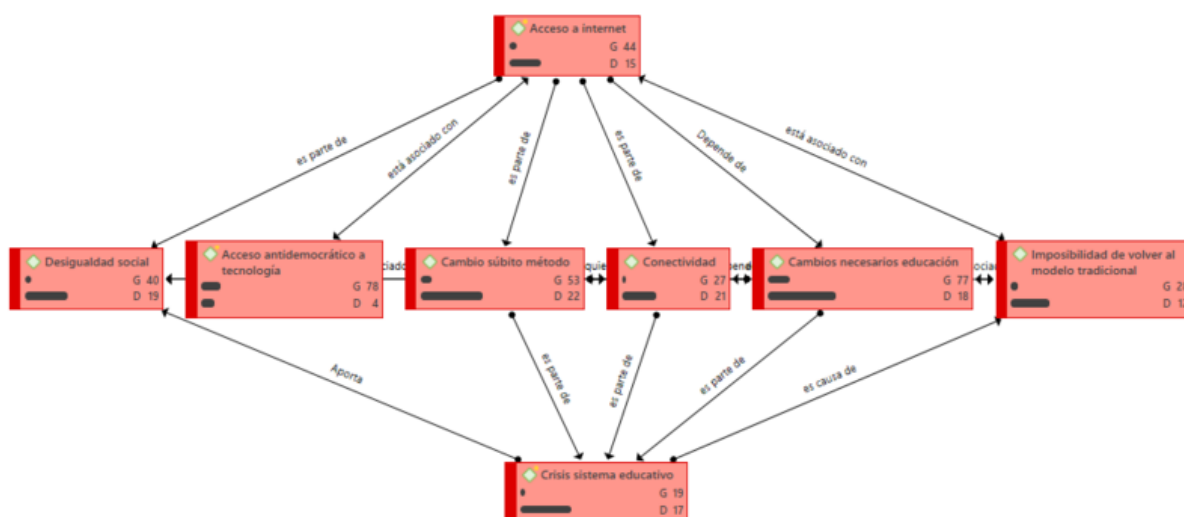 Acceso a internet
G 44
D 15
es parte de
está asociado con
es parte de
es parte de
Depende de
está asociado con
Desigualdad social
G 40
D 19
Acceso antidemocrático a
tecnología
G 78
D 4
Cambio súbito método
G 53
D 22
Conectividad
G 27
D 21
Cambios necesarios educación
G 77
D 18
Imposibilidad de volver al
modelo tradicional
G
D
Aporta
es parte de
es parte de
es parte de
es causa de
Crisis sistema educativo
G 19
D 17